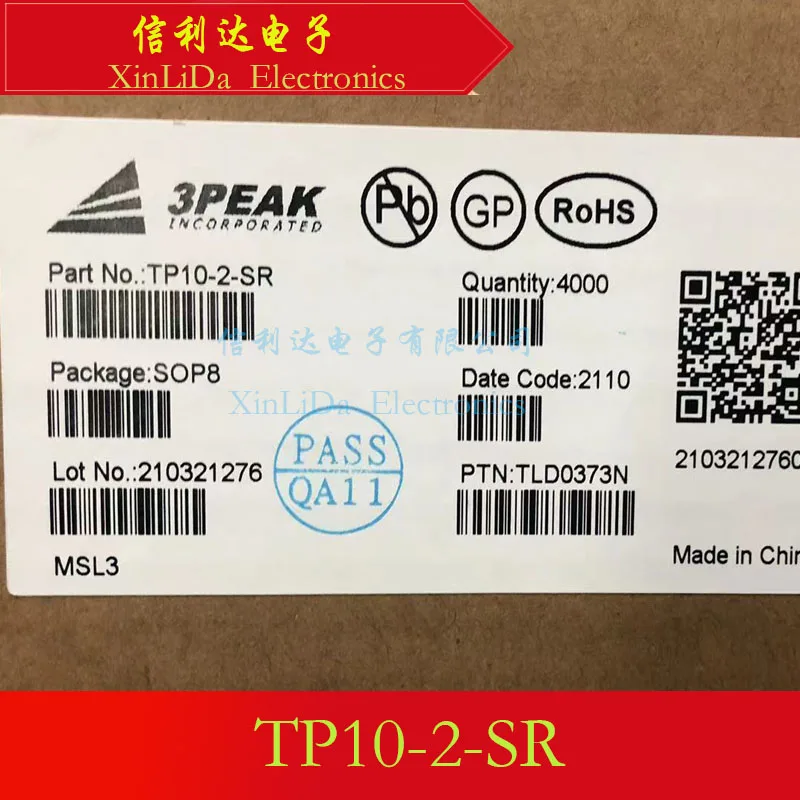 信利达电子
XinLiDa Electronics
3PEAK
INCORPORATED
Pb
GP
RoHS
Part No.:TP10-2-SR
Quantity:4000
信利达电子有限公司
Package:SOP8
Date Code:2110
XinLiDa Electronics
PASS
QA11
Lot No.:210321276
PTN:TLD0373N
2103212760
MSL3
Made in Chin
TP10-2-SR